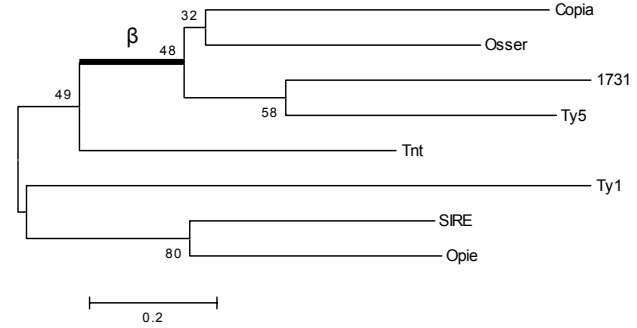 Copia
32
Osser
β
48
1731
58
Ty5
49
Tnt
Ty1
SIRE
80
Opie
0.2